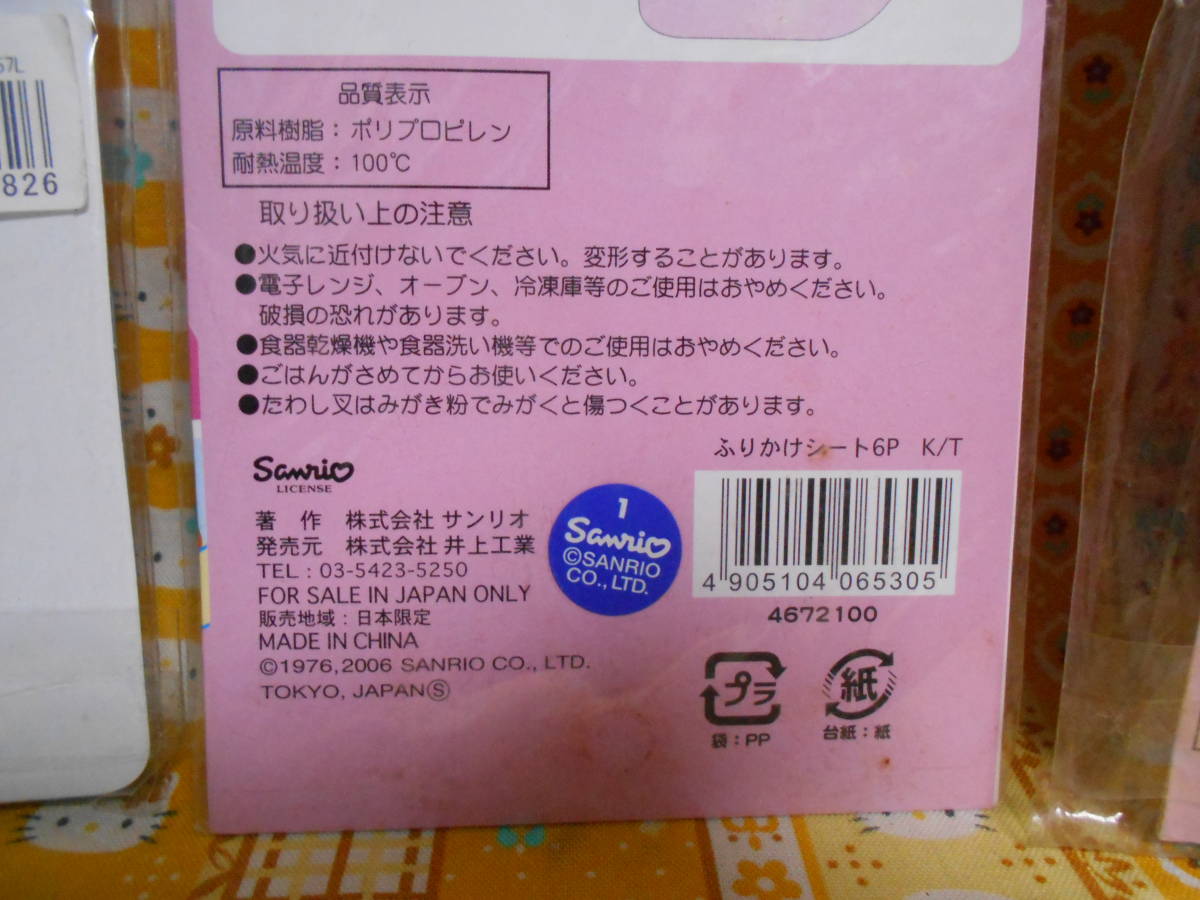 57L
826
品質表示
原料樹脂：ポリプロピレン
耐熱温度：100℃
取り扱い上の注意
●火気に近付けないでください。変形することがあります。
●電子レンジ、オーブン、冷凍庫等のご使用はおやめください。
破損の恐れがあります。
●食器乾燥機や食器洗い機等でのご使用はおやめください。
●ごはんがさめてからお使いください。
●たわし叉はみがき粉でみがくと傷つくことがあります。
ふりかけシート6P K/T
Sanrio
LICENSE
著 作 株式会社 サンリオ
発売元 株式会社 井上工業
TEL：03-5423-5250
FOR SALE IN JAPAN ONLY
販売地域：日本限定
MADE IN CHINA
©1976,2006 SANRIO CO., LTD.
TOKYO, JAPAN Ⓢ
1
Sanrio
©SANRIO
CO., LTD.
4 905104 065305
4672100
プラ
袋：PP
紙
台紙：紙